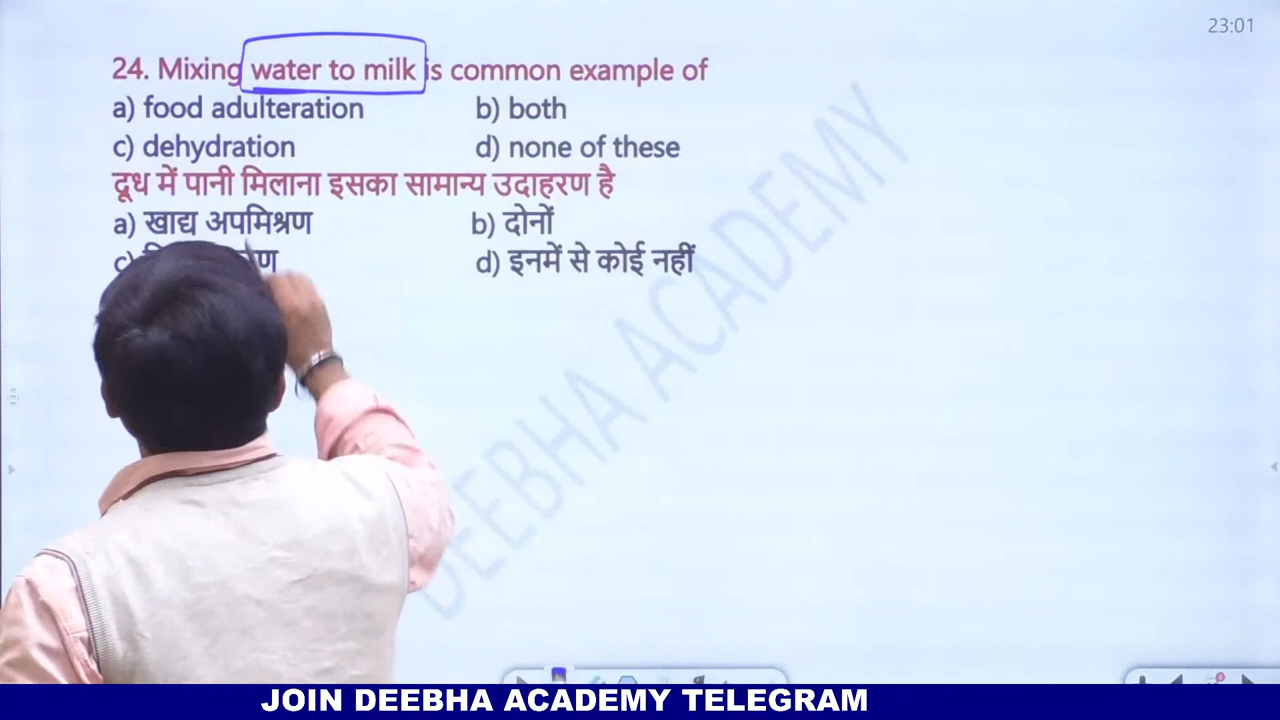 23:01
24. Mixing water to milk is common example of
a) food adulteration b) both
c) dehydration d) none of these
दूध में पानी मिलाना इसका सामान्य उदाहरण है
a) खाद्य अपमिश्रण b) दोनों
c) d) इनमें से कोई नहीं
DEEBHA ACADEMY
JOIN DEEBHA ACADEMY TELEGRAM